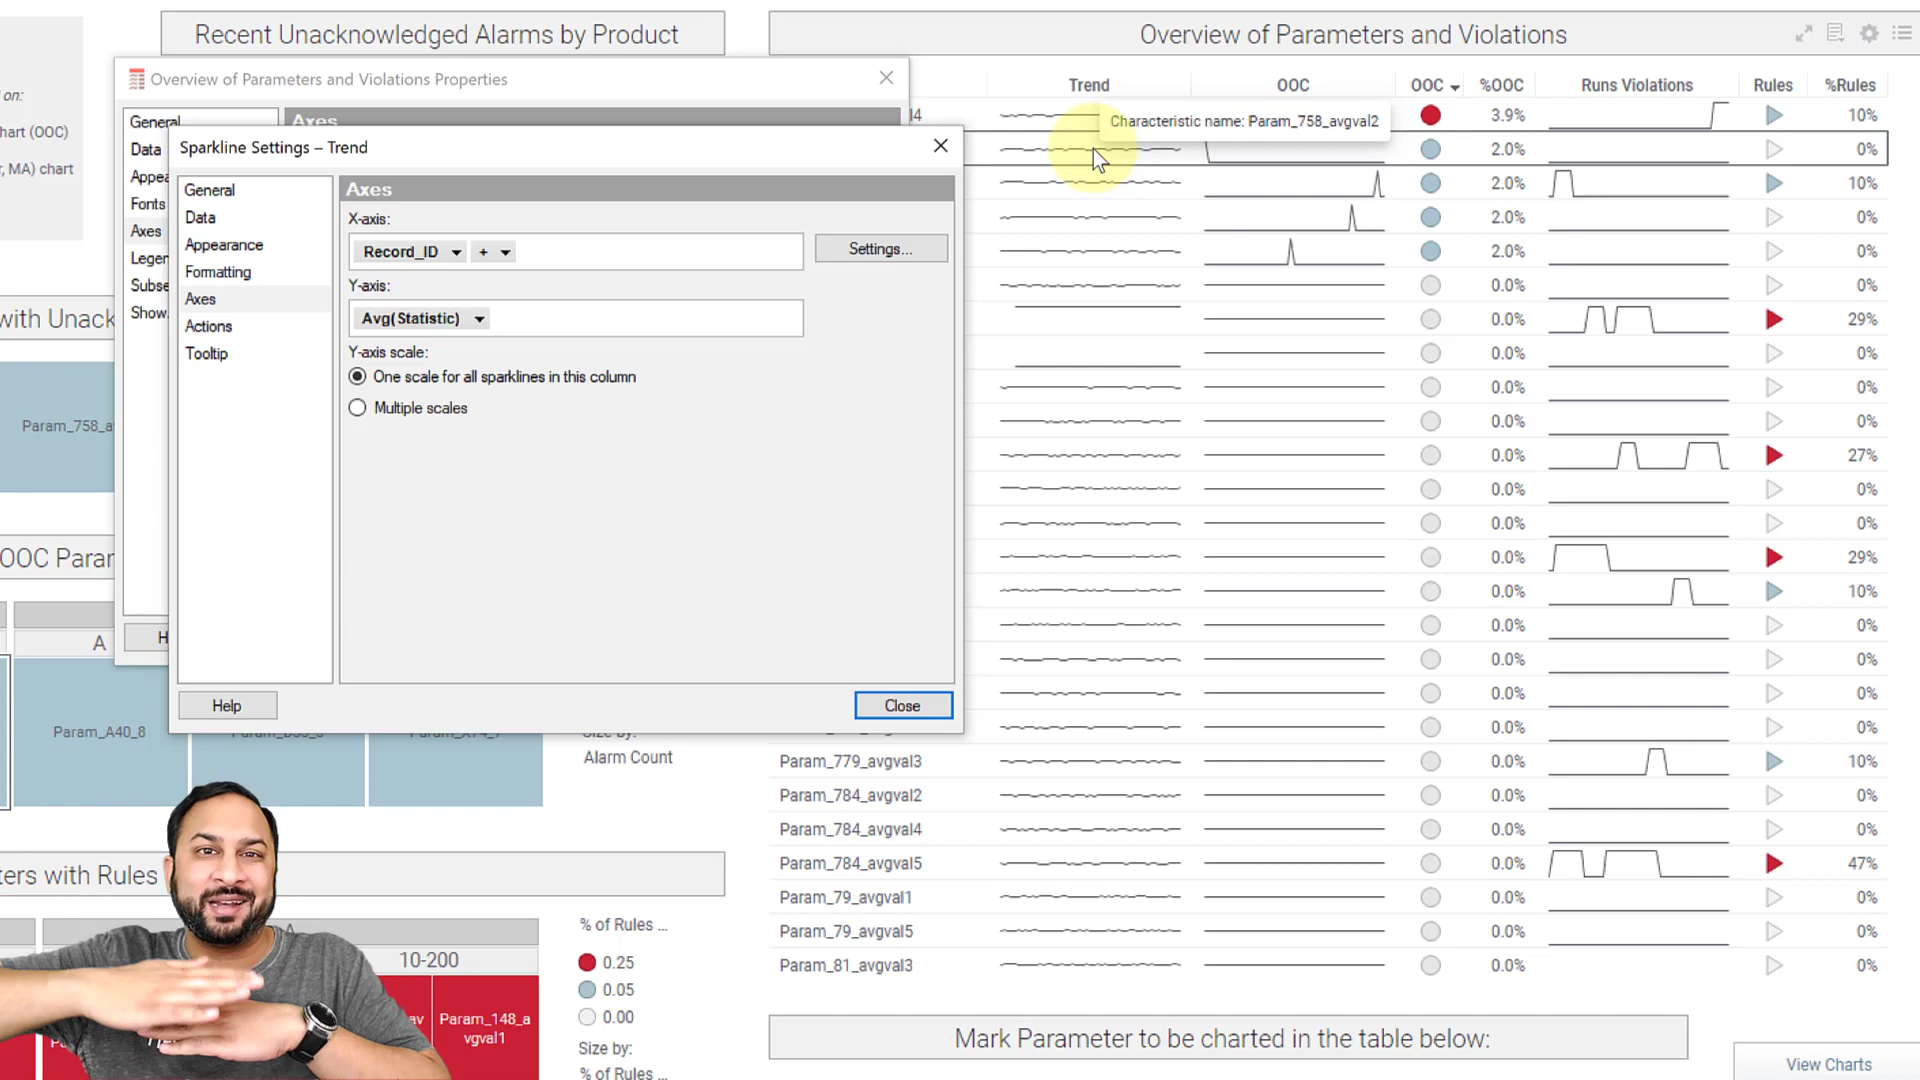 Recent Unacknowledged Alarms by Product
Overview of Parameters and Violations
on:
hart (OOC)
, MA) chart
with Unack
Param_758_a
OOC Parar
A
Param_A40_8
Size by:
Alarm Count
ters with Rules
A
10-200
av
Param_148_a
vgval1
% of Rules ...
0.25
0.05
0.00
Size by:
% of Rules ...
Overview of Parameters and Violations Properties
General
Data
Appea
Fonts
Axes
Legen
Subse
Show.
H
Axes
Sparkline Settings – Trend
General
Data
Appearance
Formatting
Axes
Actions
Tooltip
Axes
X-axis:
Record_ID
+
Settings...
Y-axis:
Avg(Statistic)
Y-axis scale:
One scale for all sparklines in this column
Multiple scales
Help
Close
Trend OOC OOC %OOC Runs Violations Rules %Rules
l4 3.9% 10%
Characteristic name: Param_758_avgval2
2.0% 0%
2.0% 10%
2.0% 0%
2.0% 0%
0.0% 0%
0.0% 29%
0.0% 0%
0.0% 0%
0.0% 0%
0.0% 27%
0.0% 0%
0.0% 0%
0.0% 29%
0.0% 10%
0.0% 0%
0.0% 0%
0.0% 0%
0.0% 0%
Param_779_avgval3 0.0% 10%
Param_784_avgval2 0.0% 0%
Param_784_avgval4 0.0% 0%
Param_784_avgval5 0.0% 47%
Param_79_avgval1 0.0% 0%
Param_79_avgval5 0.0% 0%
Param_81_avgval3 0.0% 0%
Mark Parameter to be charted in the table below:
View Charts